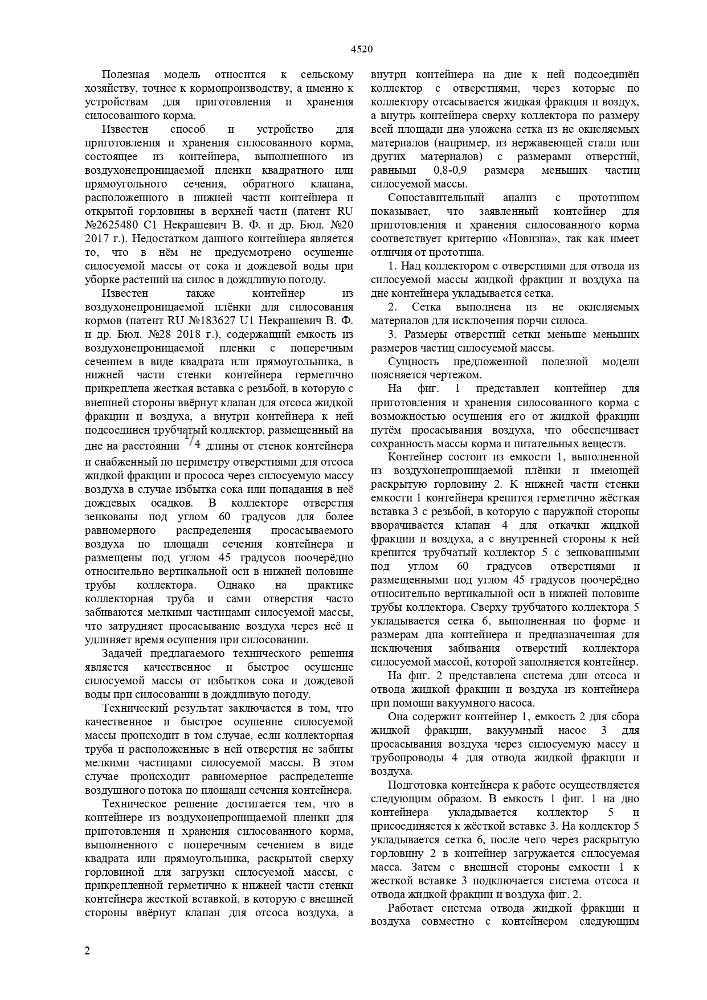 4520
Полезная модель относится к сельскому
хозяйству, точнее к кормопроизводству, а именно к
устройствам для приготовления и хранения
силосованного корма.
Известен способ и устройство для
приготовления и хранения силосованного корма,
состоящее из контейнера, выполненного из
воздухонепроницаемой пленки квадратного или
прямоугольного сечения, обратного клапана,
расположенного в нижней части контейнера и
открытой горловины в верхней части (патент RU
№2625480 С1 Некрашевич В. Ф. и др. Бюл. №20
2017 г.). Недостатком данного контейнера является
то, что в нём не предусмотрено осушение
силосуемой массы от сока и дождевой воды при
уборке растений на силос в дождливую погоду.
Известен также контейнер из
воздухонепроницаемой плёнки для силосования
кормов (патент RU №183627 U1 Некрашевич В. Ф.
и др. Бюл. №28 2018 г.), содержащий емкость из
воздухонепроницаемой пленки с поперечным
сечением в виде квадрата или прямоугольника, в
нижней части стенки контейнера герметично
прикреплена жесткая вставка с резьбой, в которую с
внешней стороны ввёрнут клапан для отсоса жидкой
фракции и воздуха, а внутри контейнера к ней
подсоединен трубчатый коллектор, размещенный на
дне на расстоянии 1/4 длины от стенок контейнера
и снабженный по периметру отверстиями для отсоса
жидкой фракции и прососа через силосуемую массу
воздуха в случае избытка сока или попадания в неё
дождевых осадков. В коллекторе отверстия
зенкованы под углом 60 градусов для более
равномерного распределения просасываемого
воздуха по площади сечения контейнера и
размещены под углом 45 градусов поочерёдно
относительно вертикальной оси в нижней половине
трубы коллектора. Однако на практике
коллекторная труба и сами отверстия часто
забиваются мелкими частицами силосуемой массы,
что затрудняет просасывание воздуха через неё и
удлиняет время осушения при силосовании.
Задачей предлагаемого технического решения
является качественное и быстрое осушение
силосуемой массы от избытков сока и дождевой
воды при силосовании в дождливую погоду.
Технический результат заключается в том, что
качественное и быстрое осушение силосуемой
массы происходит в том случае, если коллекторная
труба и расположенные в ней отверстия не забиты
мелкими частицами силосуемой массы. В этом
случае происходит равномерное распределение
воздушного потока по площади сечения контейнера.
Техническое решение достигается тем, что в
контейнере из воздухонепроницаемой пленки для
приготовления и хранения силосованного корма,
выполненного с поперечным сечением в виде
квадрата или прямоугольника, раскрытой сверху
горловиной для загрузки силосуемой массы, с
прикрепленной герметично к нижней части стенки
контейнера жесткой вставкой, в которую с внешней
стороны ввёрнут клапан для отсоса воздуха, а
внутри контейнера на дне к ней подсоединён
коллектор с отверстиями, через которые по
коллектору отсасывается жидкая фракция и воздух,
а внутрь контейнера сверху коллектора по размеру
всей площади дна уложена сетка из не окисляемых
материалов (например, из нержавеющей стали или
других материалов) с размерами отверстий,
равными 0,8-0,9 размера меньших частиц
силосуемой массы.
Сопоставительный анализ с прототипом
показывает, что заявленный контейнер для
приготовления и хранения силосованного корма
соответствует критерию «Новизна», так как имеет
отличия от прототипа.
1. Над коллектором с отверстиями для отвода из
силосуемой массы жидкой фракции и воздуха на
дне контейнера укладывается сетка.
2. Сетка выполнена из не окисляемых
материалов для исключения порчи силоса.
3. Размеры отверстий сетки меньше меньших
размеров частиц силосуемой массы.
Сущность предложенной полезной модели
поясняется чертежом.
На фиг. 1 представлен контейнер для
приготовления и хранения силосованного корма с
возможностью осушения его от жидкой фракции
путём просасывания воздуха, что обеспечивает
сохранность массы корма и питательных веществ.
Контейнер состоит из емкости 1, выполненной
из воздухонепроницаемой плёнки и имеющей
раскрытую горловину 2. К нижней части стенки
емкости 1 контейнера крепится герметично жёсткая
вставка 3 с резьбой, в которую с наружной стороны
вворачивается клапан 4 для откачки жидкой
фракции и воздуха, а с внутренней стороны к ней
крепится трубчатый коллектор 5 с зенкованными
под углом 60 градусов отверстиями и
размещенными под углом 45 градусов поочерёдно
относительно вертикальной оси в нижней половине
трубы коллектора. Сверху трубчатого коллектора 5
укладывается сетка 6, выполненная по форме и
размерам дна контейнера и предназначенная для
исключения забивания отверстий коллектора
силосуемой массой, которой заполняется контейнер.
На фиг. 2 представлена система дли отсоса и
отвода жидкой фракции и воздуха из контейнера
при помощи вакуумного насоса.
Она содержит контейнер 1, емкость 2 для сбора
жидкой фракции, вакуумный насос 3 для
просасывания воздуха через силосуемую массу и
трубопроводы 4 для отвода жидкой фракции и
воздуха.
Подготовка контейнера к работе осуществляется
следующим образом. В емкость 1 фиг. 1 на дно
контейнера укладывается коллектор 5 и
присоединяется к жёсткой вставке 3. На коллектор 5
укладывается сетка 6, после чего через раскрытую
горловину 2 в контейнер загружается силосуемая
масса. Затем с внешней стороны емкости 1 к
жесткой вставке 3 подключается система отсоса и
отвода жидкой фракции и воздуха фиг. 2.
Работает система отвода жидкой фракции и
воздуха совместно с контейнером следующим
2